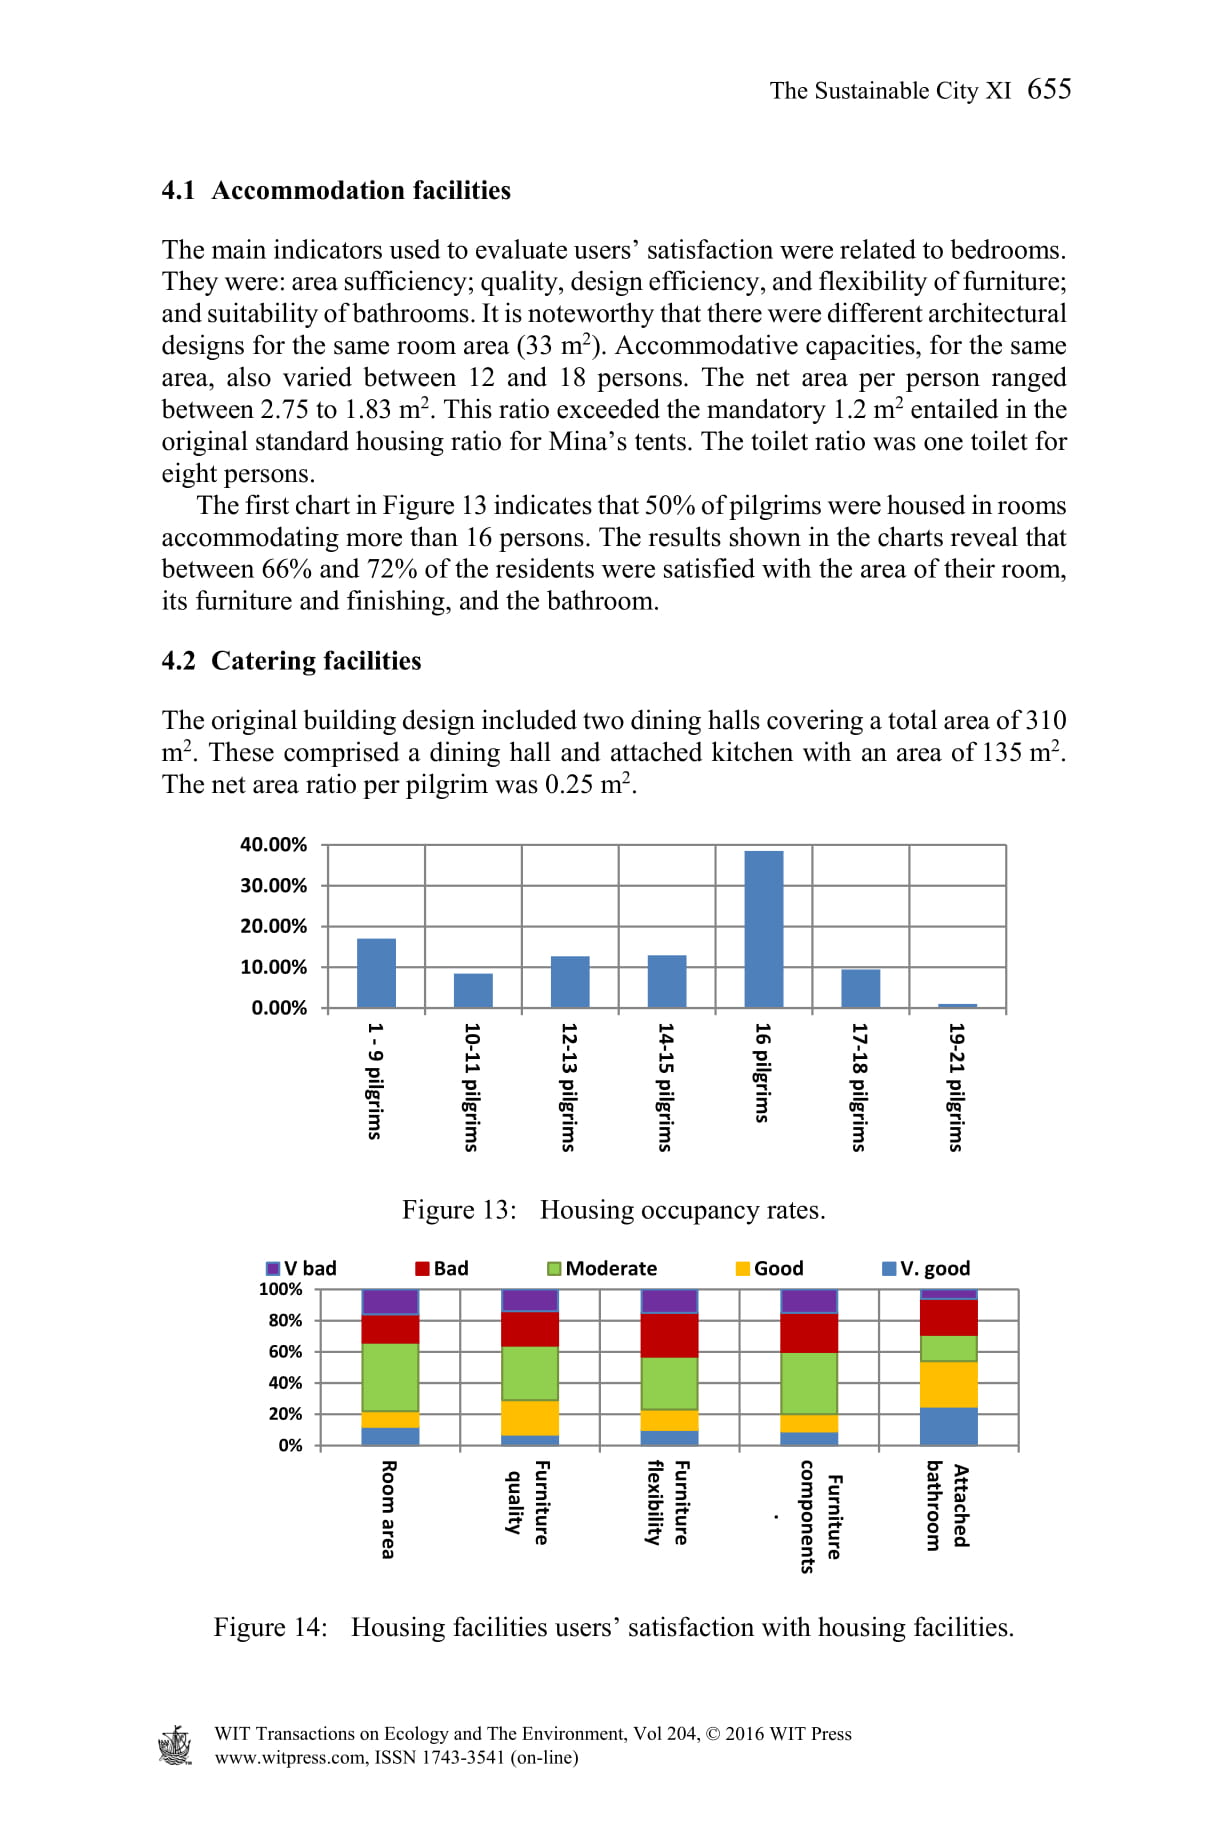 The Sustainable City XI 655
4.1 Accommodation facilities
The main indicators used to evaluate users’ satisfaction were related to bedrooms.
They were: area sufficiency; quality, design efficiency, and flexibility of furniture;
and suitability of bathrooms. It is noteworthy that there were different architectural
designs for the same room area (33 m²). Accommodative capacities, for the same
area, also varied between 12 and 18 persons. The net area per person ranged
between 2.75 to 1.83 m². This ratio exceeded the mandatory 1.2 m² entailed in the
original standard housing ratio for Mina’s tents. The toilet ratio was one toilet for
eight persons.
The first chart in Figure 13 indicates that 50% of pilgrims were housed in rooms
accommodating more than 16 persons. The results shown in the charts reveal that
between 66% and 72% of the residents were satisfied with the area of their room,
its furniture and finishing, and the bathroom.
4.2 Catering facilities
The original building design included two dining halls covering a total area of 310
m². These comprised a dining hall and attached kitchen with an area of 135 m².
The net area ratio per pilgrim was 0.25 m².
40.00%
30.00%
20.00%
10.00%
0.00%
1 - 9 pilgrims
10-11 pilgrims
12-13 pilgrims
14-15 pilgrims
16 pilgrims
17-18 pilgrims
19-21 pilgrims
Figure 13: Housing occupancy rates.
V bad Bad Moderate Good V. good
100%
80%
60%
40%
20%
0%
Room area
Furniture
quality
Furniture
flexibility
Furniture
components
.
Attached
bathroom
Figure 14: Housing facilities users’ satisfaction with housing facilities.
WIT Transactions on Ecology and The Environment, Vol 204, © 2016 WIT Press
www.witpress.com, ISSN 1743-3541 (on-line)